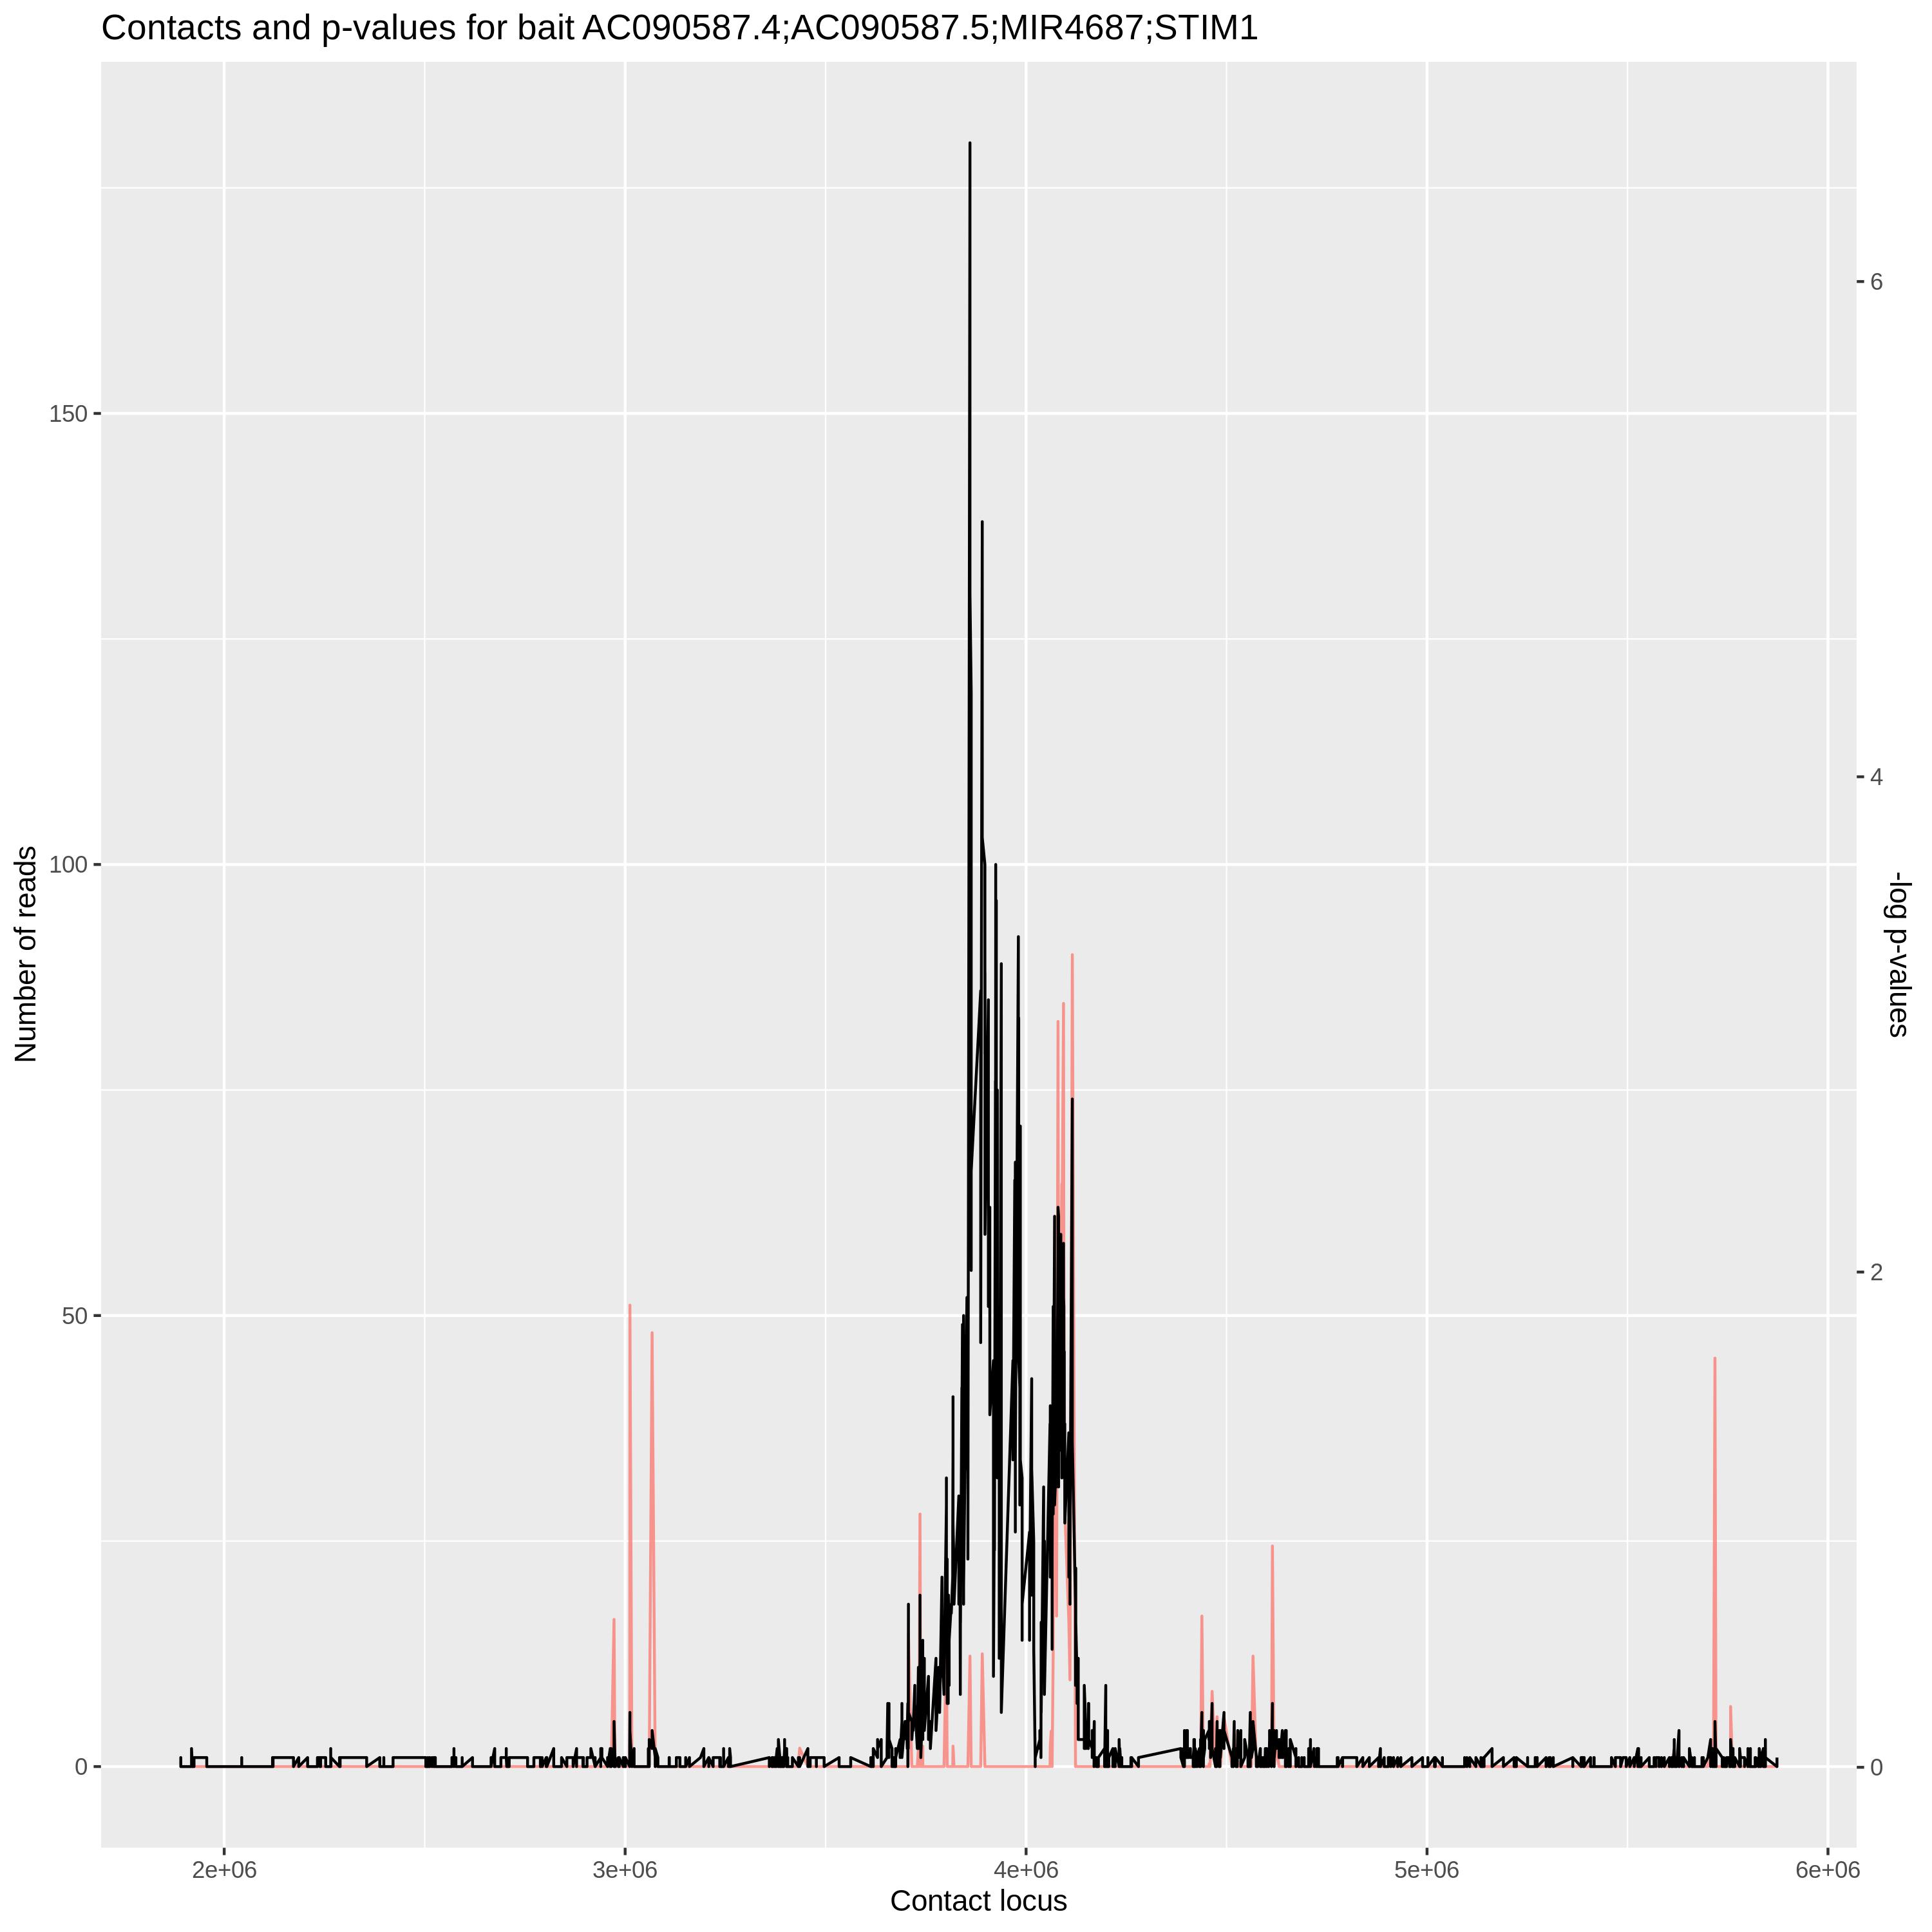 Contacts and p-values for bait AC090587.4;AC090587.5;MIR4687;STIM1
6
150
4
100
Number of reads
-log p-values
2
50
0
0
2e+06
3e+06
4e+06
5e+06
6e+06
Contact locus